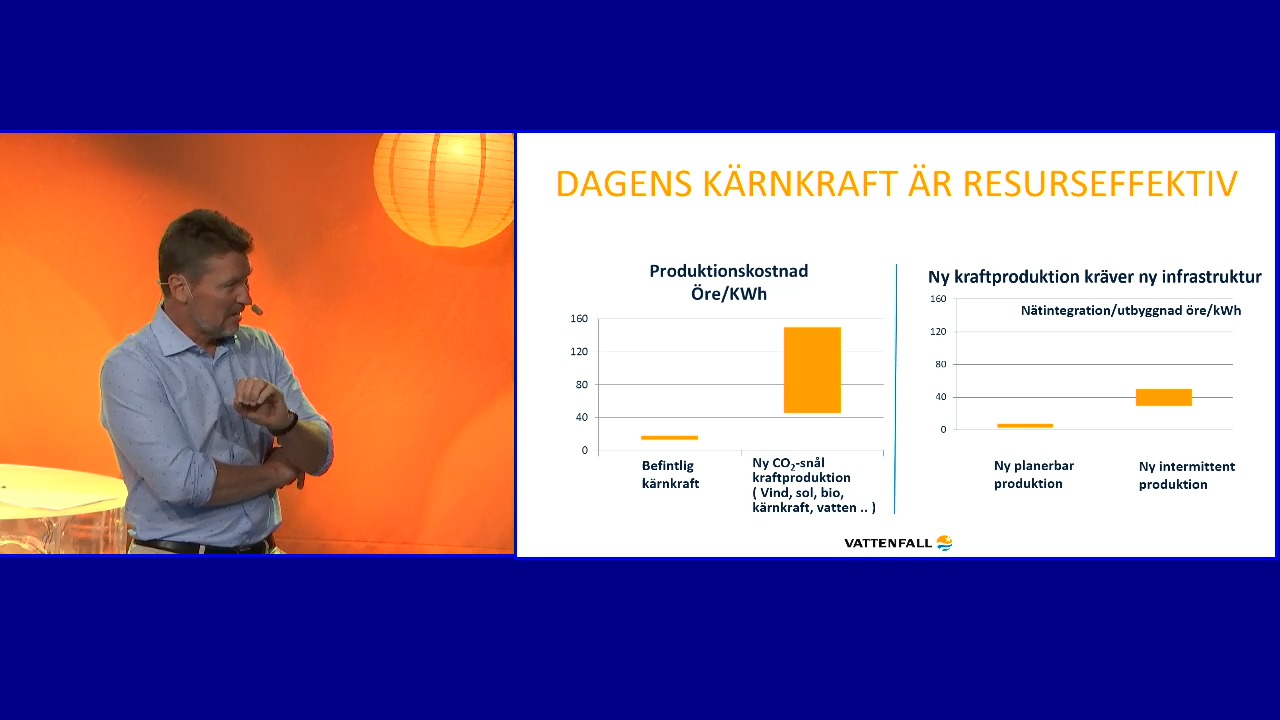 DAGENS KÄRNKRAFT ÄR RESURSEFFEKTIV
Produktionskostnad
Öre/KWh
160
120
80
40
0
Befintlig
kärnkraft
Ny CO₂-snål
kraftproduktion
( Vind, sol, bio,
kärnkraft, vatten .. )
Ny kraftproduktion kräver ny infrastruktur
Nätintegration/utbyggnad öre/kWh
160
120
80
40
0
Ny planerbar
produktion
Ny intermittent
produktion
VATTENFALL